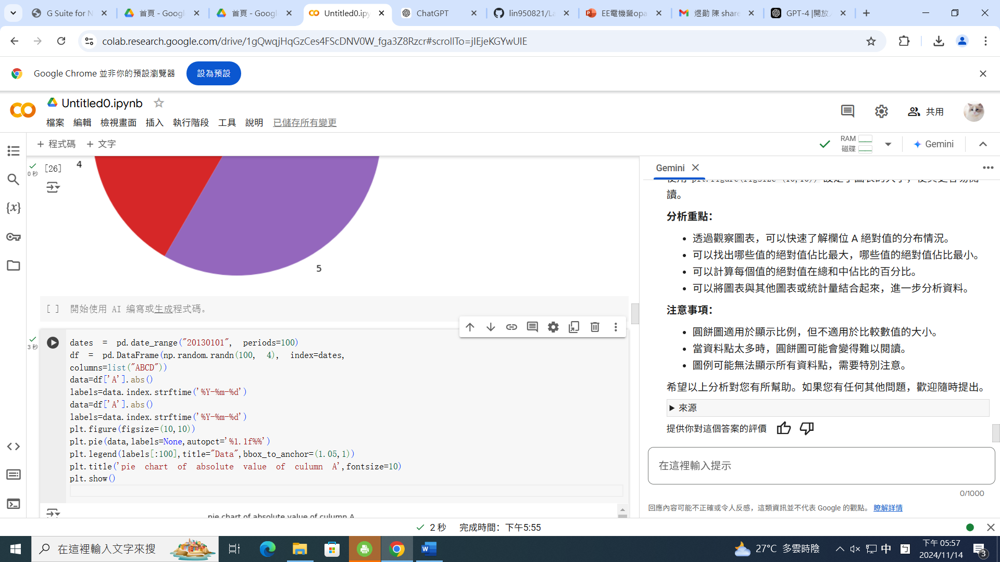 G Suite for N
首頁 - Googl
首頁 - Googl
Untitled0.ipy
ChatGPT
lin950821/La
EE電機營opa
煜勛 陳 share
GPT-4 |開放
colab.research.google.com/drive/1gQwqjHqGzCes4FScDNV0W_fga3Z8Rzcr#scrollTo=jIEjeKGYwUIE
Google Chrome 並非你的預設瀏覽器
設為預設
Untitled0.ipynb
共用
檔案 編輯 檢視畫面 插入 執行階段 工具 說明 已儲存所有變更
+ 程式碼 + 文字
RAM
磁碟
Gemini
0 秒
[26]
4
5
[ ] 開始使用 AI 編寫或生成程式碼。
3 秒
dates = pd.date_range("20130101", periods=100)
df = pd.DataFrame(np.random.randn(100, 4), index=dates,
columns=list("ABCD"))
data=df['A'].abs()
labels=data.index.strftime('%Y-%m-%d')
data=df['A'].abs()
labels=data.index.strftime('%Y-%m-%d')
plt.figure(figsize=(10,10))
plt.pie(data,labels=None,autopct='%1.1f%%')
plt.legend(labels[:100],title="Data",bbox_to_anchor=(1.05,1))
plt.title('pie chart of absolute value of culumn A',fontsize=10)
plt.show()
pie chart of absolute value of culumn A
Gemini
讀。
分析重點：
透過觀察圖表，可以快速了解欄位 A 絕對值的分布情況。
可以找出哪些值的絕對值佔比最大，哪些值的絕對值佔比最小。
可以計算每個值的絕對值在總和中佔比的百分比。
可以將圖表與其他圖表或統計量結合起來，進一步分析資料。
注意事項：
圓餅圖適用於顯示比例，但不適用於比較數值的大小。
當資料點太多時，圓餅圖可能會變得難以閱讀。
圖例可能無法顯示所有資料點，需要特別注意。
希望以上分析對您有所幫助。如果您有任何其他問題，歡迎隨時提出。
來源
提供你對這個答案的評價
在這裡輸入提示
0/1000
回應內容可能不正確或令人反感，這類資訊並不代表 Google 的觀點。 瞭解詳情
2 秒 完成時間：下午5:55
在這裡輸入文字來搜
27°C 多雲時陰
中
下午 05:57
2024/11/14
3